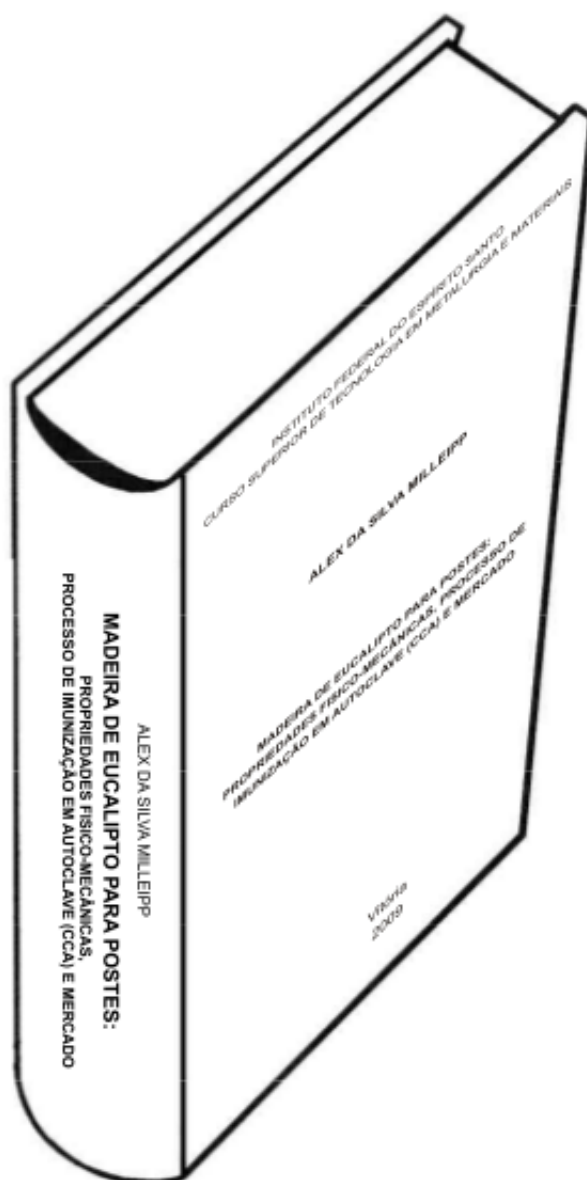 INSTITUTO FEDERAL DO ESPÍRITO SANTO
CURSO SUPERIOR DE TECNOLOGIA EM METALURGIA E MATERIAIS
ALEX DA SILVA MILLEIPP
MADEIRA DE EUCALIPTO PARA POSTES:
PROPRIEDADES FISICO-MECÂNICAS, PROCESSO DE
IMUNIZAÇÃO EM AUTOCLAVE (CCA) E MERCADO
Vitória
2009
ALEX DA SILVA MILLEIPP
MADEIRA DE EUCALIPTO PARA POSTES:
PROPRIEDADES FISICO-MECÂNICAS,
PROCESSO DE IMUNIZAÇÃO EM AUTOCLAVE (CCA) E MERCADO